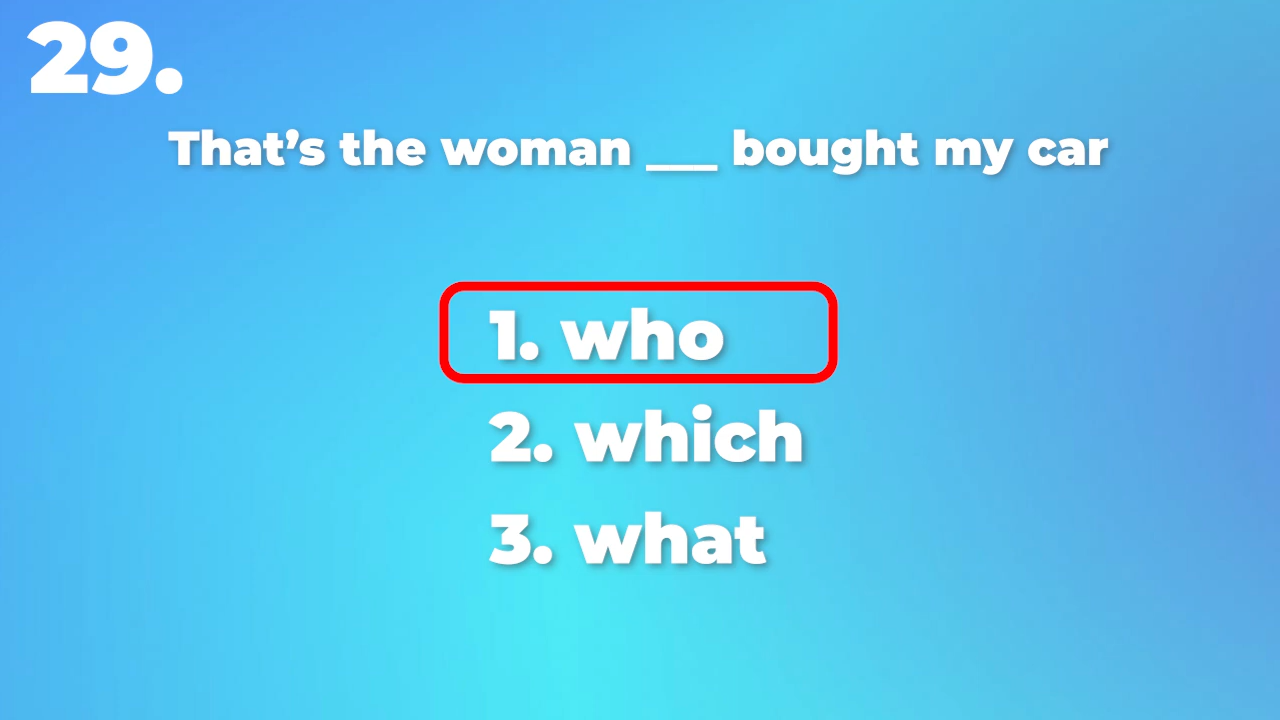 29.
That’s the woman ___ bought my car
1. who
2. which
3. what